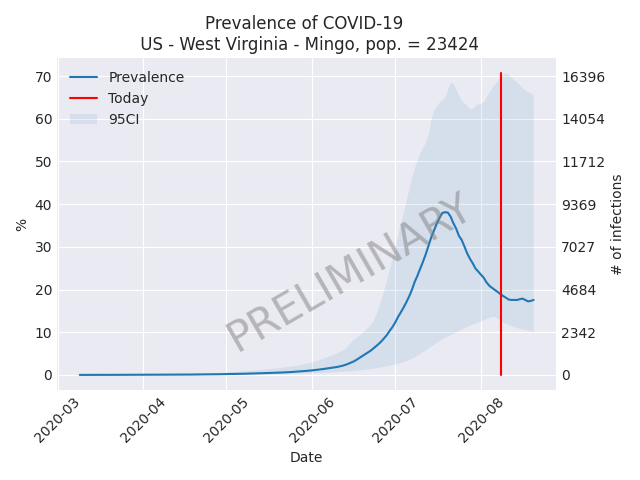 Prevalence of COVID-19
US - West Virginia - Mingo, pop. = 23424
Prevalence
Today
95CI
PRELIMINARY
70
60
50
40
30
20
10
0
%
16396
14054
11712
9369
7027
4684
2342
0
# of infections
2020-03
2020-04
2020-05
2020-06
2020-07
2020-08
Date